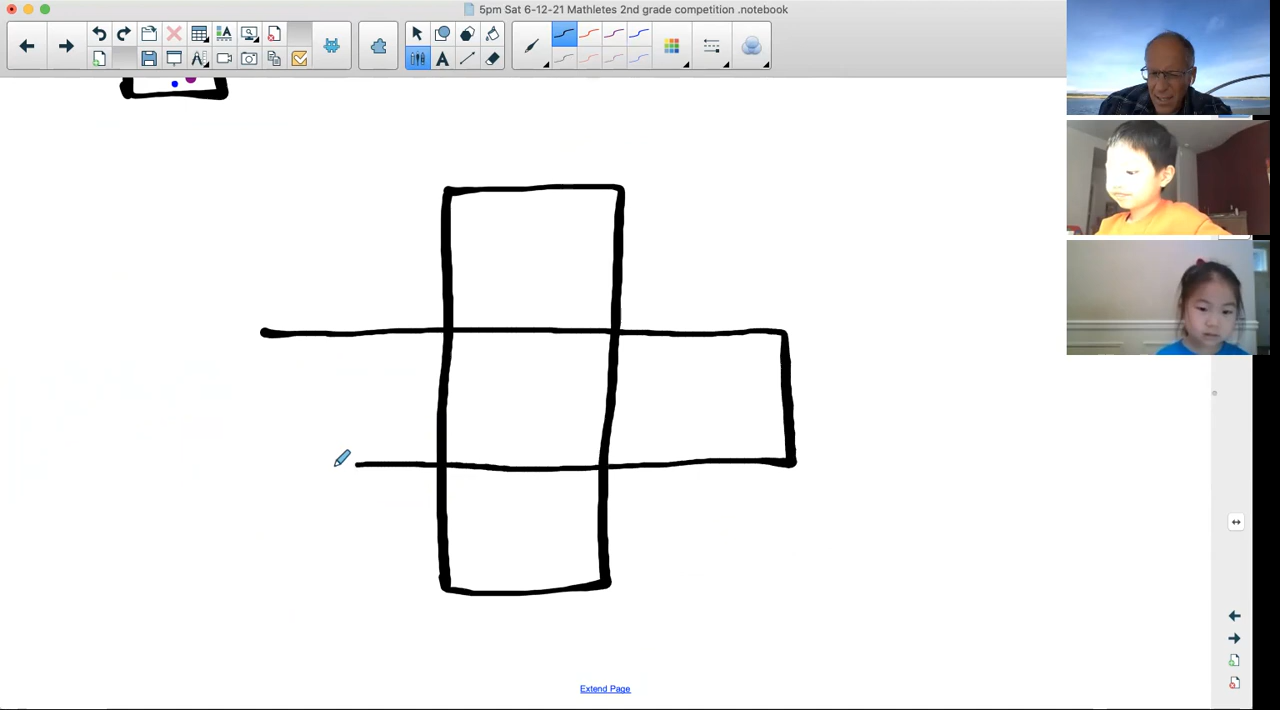 5pm Sat 6-12-21 Mathletes 2nd grade competition .notebook
Extend Page